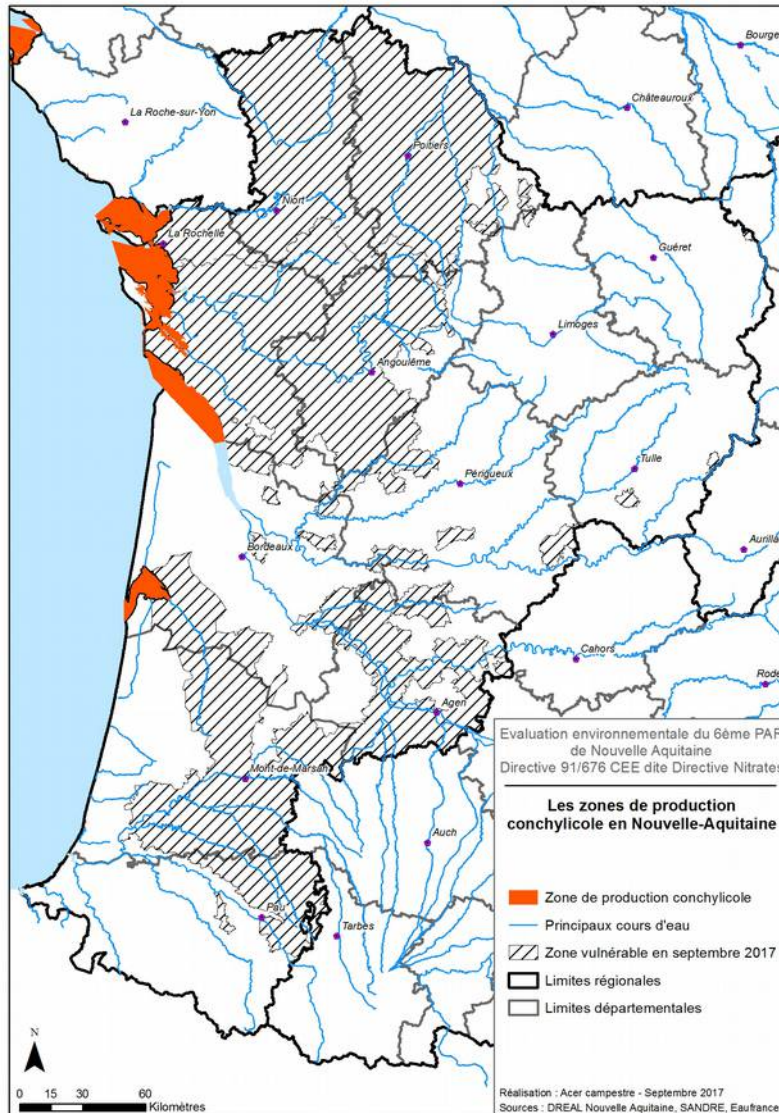 Bourge
La Roche-sur-Yon
Châteauroux
Poitiers
Niort
La Rochelle
Guéret
Limoges
Angoulême
Périgueux
Tulle
Bordeaux
Aurilla
Cahors
Rode
Agen
Mont-de-Marsan
Auch
Pau
Tarbes
Evaluation environnementale du 6ème PAR
de Nouvelle Aquitaine
Directive 91/676 CEE dite Directive Nitrates
Les zones de production
conchylicole en Nouvelle-Aquitaine
Zone de production conchylicole
Principaux cours d'eau
Zone vulnérable en septembre 2017
Limites régionales
Limites départementales
N
0 15 30 60
Kilomètres
Réalisation : Acer campestre - Septembre 2017
Sources : DREAL Nouvelle Aquitaine, SANDRE, Eaufrance